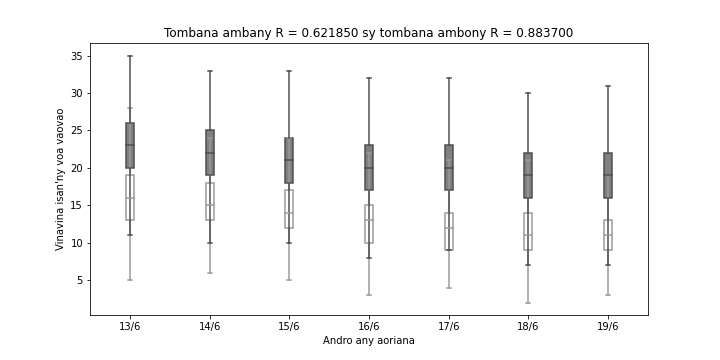 Tombana ambany R = 0.621850 sy tombana ambony R = 0.883700
Vinavina isan'ny voa vaovao
35
30
25
20
15
10
5
13/6 14/6 15/6 16/6 17/6 18/6 19/6
Andro any aoriana